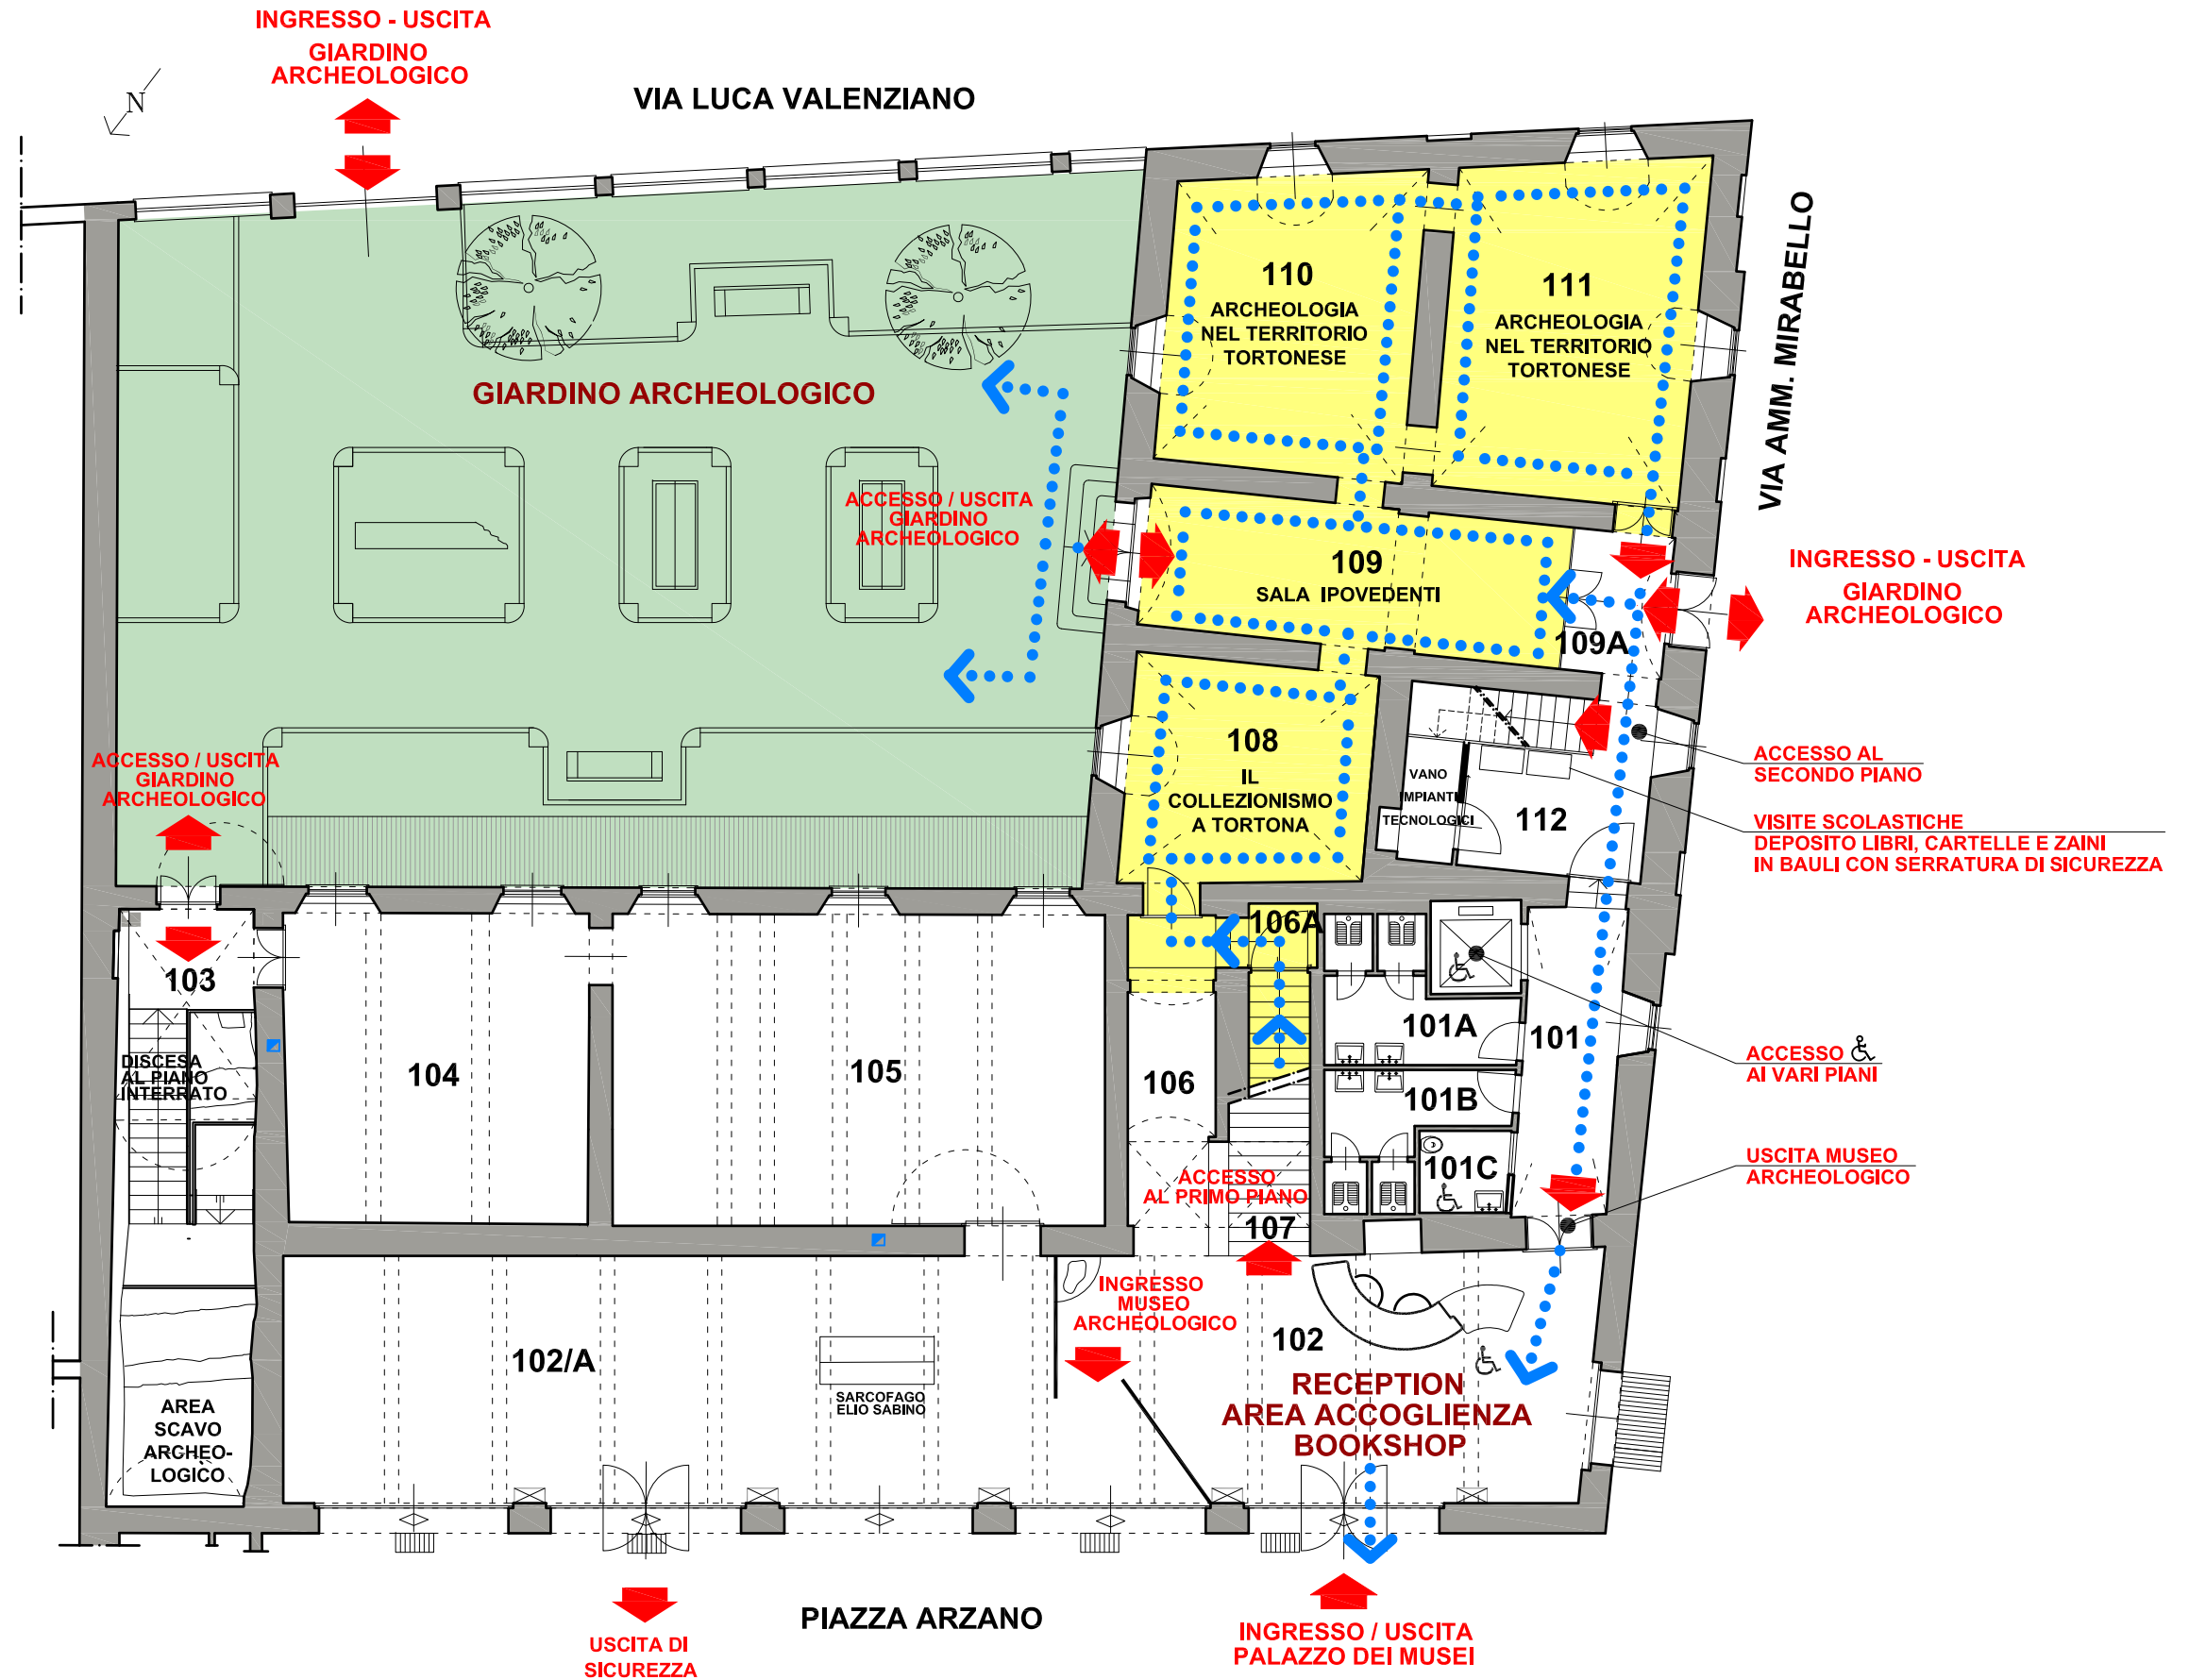 INGRESSO - USCITA
GIARDINO
ARCHEOLOGICO
N
VIA LUCA VALENZIANO
VIA AMM. MIRABELLO
110
ARCHEOLOGIA
NEL TERRITORIO
TORTONESE
111
ARCHEOLOGIA
NEL TERRITORIO
TORTONESE
GIARDINO ARCHEOLOGICO
ACCESSO / USCITA
GIARDINO
ARCHEOLOGICO
109
SALA IPOVEDENTI
109A
INGRESSO - USCITA
GIARDINO
ARCHEOLOGICO
108
IL
COLLEZIONISMO
A TORTONA
VANO
IMPIANTI
TECNOLOGICI
112
ACCESSO AL
SECONDO PIANO
VISITE SCOLASTICHE
DEPOSITO LIBRI, CARTELLE E ZAINI
IN BAULI CON SERRATURA DI SICUREZZA
ACCESSO / USCITA
GIARDINO
ARCHEOLOGICO
103
DISCESA
AL PIANO
INTERRATO
104
105
106
106A
101A
101
101B
101C
ACCESSO
AI VARI PIANI
USCITA MUSEO
ARCHEOLOGICO
ACCESSO
AL PRIMO PIANO
107
INGRESSO
MUSEO
ARCHEOLOGICO
102
RECEPTION
AREA ACCOGLIENZA
BOOKSHOP
102/A
SARCOFAGO
ELIO SABINO
AREA
SCAVO
ARCHEO-
LOGICO
USCITA DI
SICUREZZA
PIAZZA ARZANO
INGRESSO / USCITA
PALAZZO DEI MUSEI